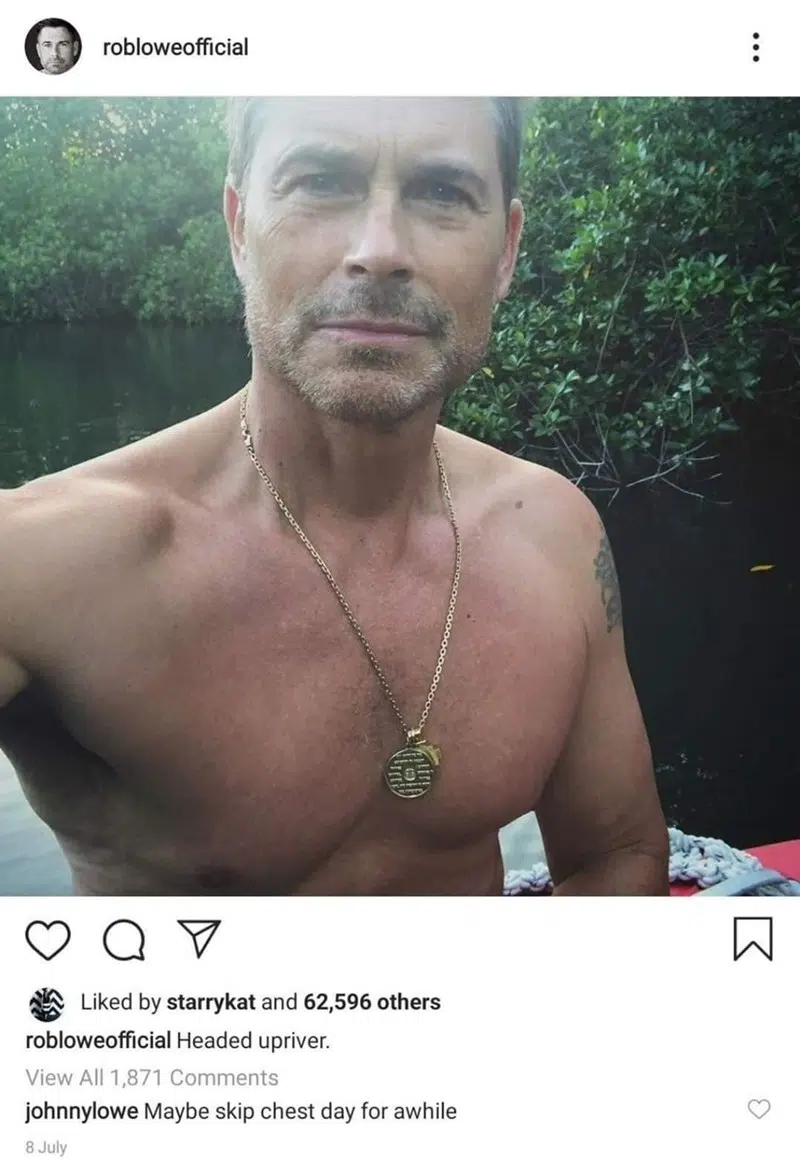 robloweofficial
Liked by starrykat and 62,596 others
robloweofficial Headed upriver.
View All 1,871 Comments
johnnylowe Maybe skip chest day for awhile
8 July